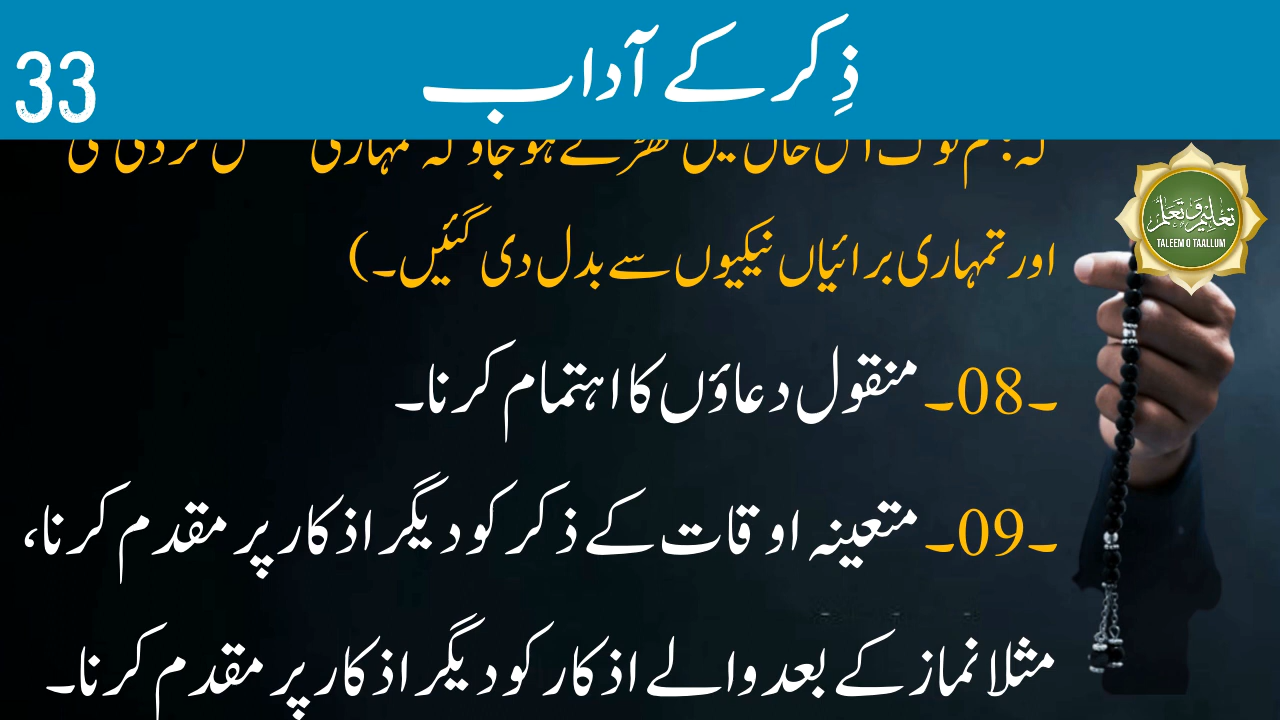 ذِکر کے آداب
33
اور تمہاری برائیاں نیکیوں سے بدل دی گئیں۔)
۔08۔ منقول دعاؤں کا اہتمام کرنا۔
۔09۔ متعینہ اوقات کے ذکر کو دیگر اذکار پر مقدم کرنا،
مثلا نماز کے بعد والے اذکار کو دیگر اذکار پر مقدم کرنا۔
تعلیم و تعلم
TALEEM O TAALLUM